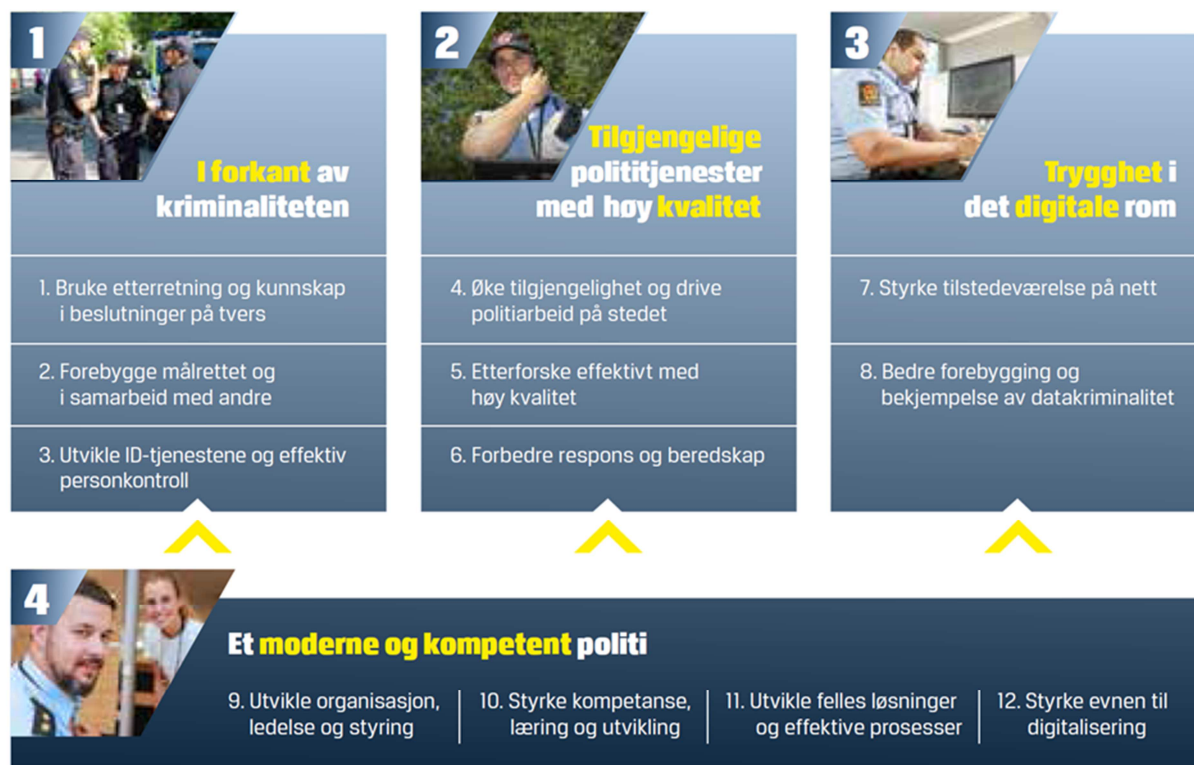 1
I forkant av
kriminaliteten
1. Bruke etterretning og kunnskap
i beslutninger på tvers
2. Forebygge målrettet og
i samarbeid med andre
3. Utvikle ID-tjenestene og effektiv
personkontroll
2
Tilgjengelige
polititjenester
med høy kvalitet
4. Øke tilgjengelighet og drive
politiarbeid på stedet
5. Etterforske effektivt med
høy kvalitet
6. Forbedre respons og beredskap
3
Trygghet i
det digitale rom
7. Styrke tilstedeværelse på nett
8. Bedre forebygging og
bekjempelse av datakriminalitet
4
Et moderne og kompetent politi
9. Utvikle organisasjon,
ledelse og styring
10. Styrke kompetanse,
læring og utvikling
11. Utvikle felles løsninger
og effektive prosesser
12. Styrke evnen til
digitalisering